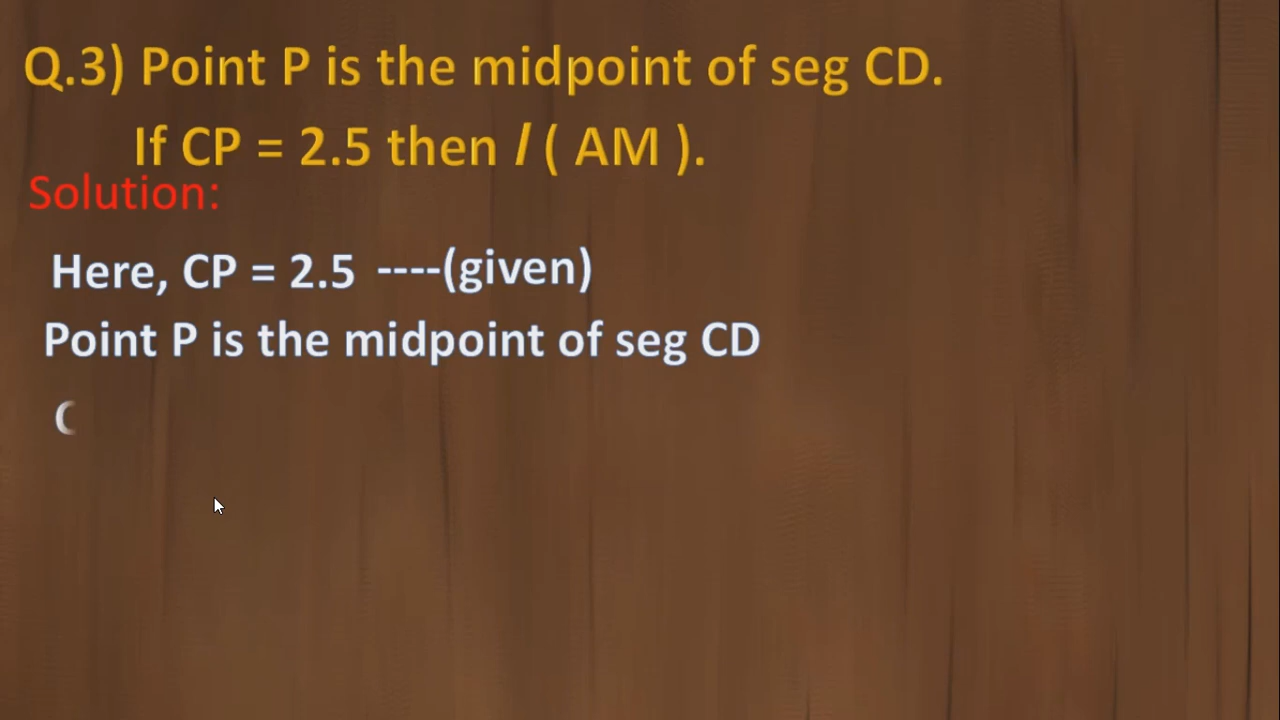 Q.3) Point P is the midpoint of seg CD.
If CP = 2.5 then l ( AM ).
Solution:
Here, CP = 2.5 ----(given)
Point P is the midpoint of seg CD
C